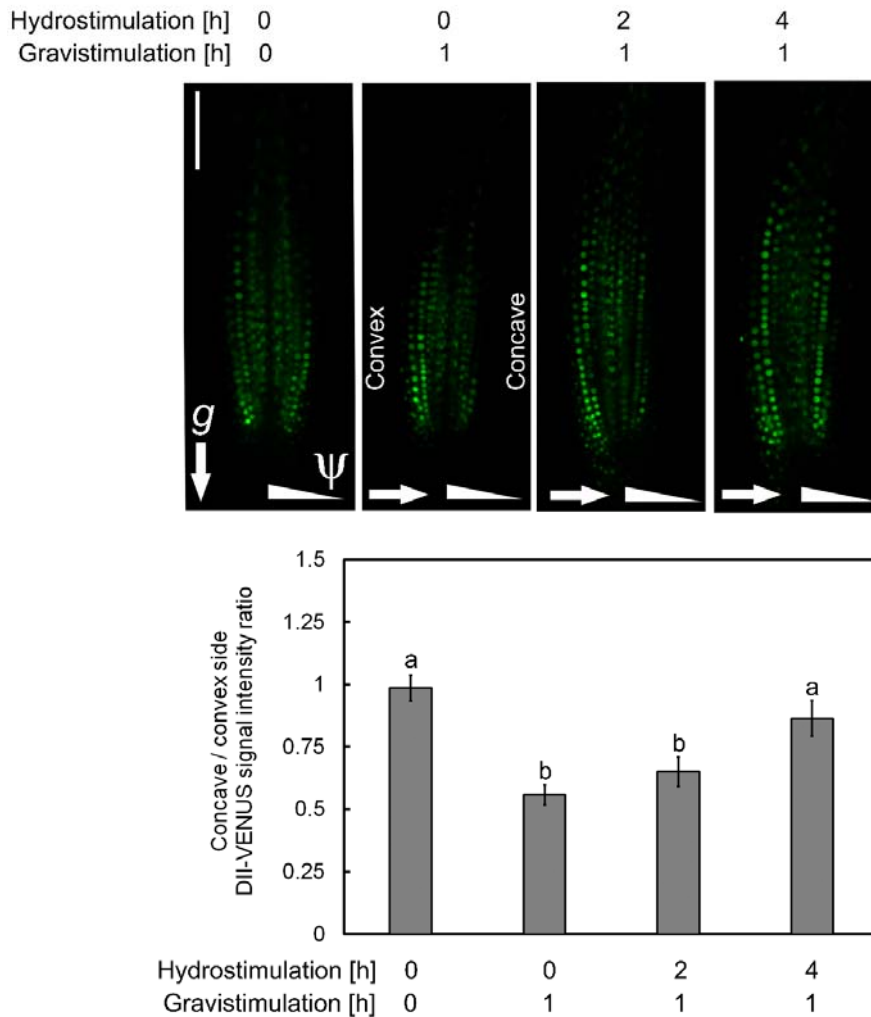 Hydrostimulation [h] 0 0 2 4
Gravistimulation [h] 0 1 1 1
Convex
Concave
g
Ψ
1.5
1.25
1
0.75
0.5
0.25
0
Concave / convex side
DII-VENUS signal intensity ratio
a
b
b
a
Hydrostimulation [h] 0 0 2 4
Gravistimulation [h] 0 1 1 1